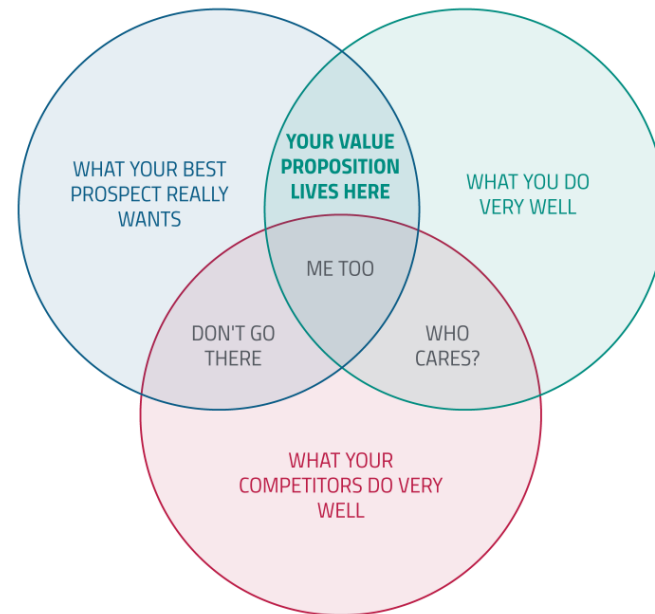 YOUR VALUE
PROPOSITION
LIVES HERE
WHAT YOUR BEST
PROSPECT REALLY
WANTS
WHAT YOU DO
VERY WELL
ME TOO
DON'T GO
THERE
WHO
CARES?
WHAT YOUR
COMPETITORS DO VERY
WELL